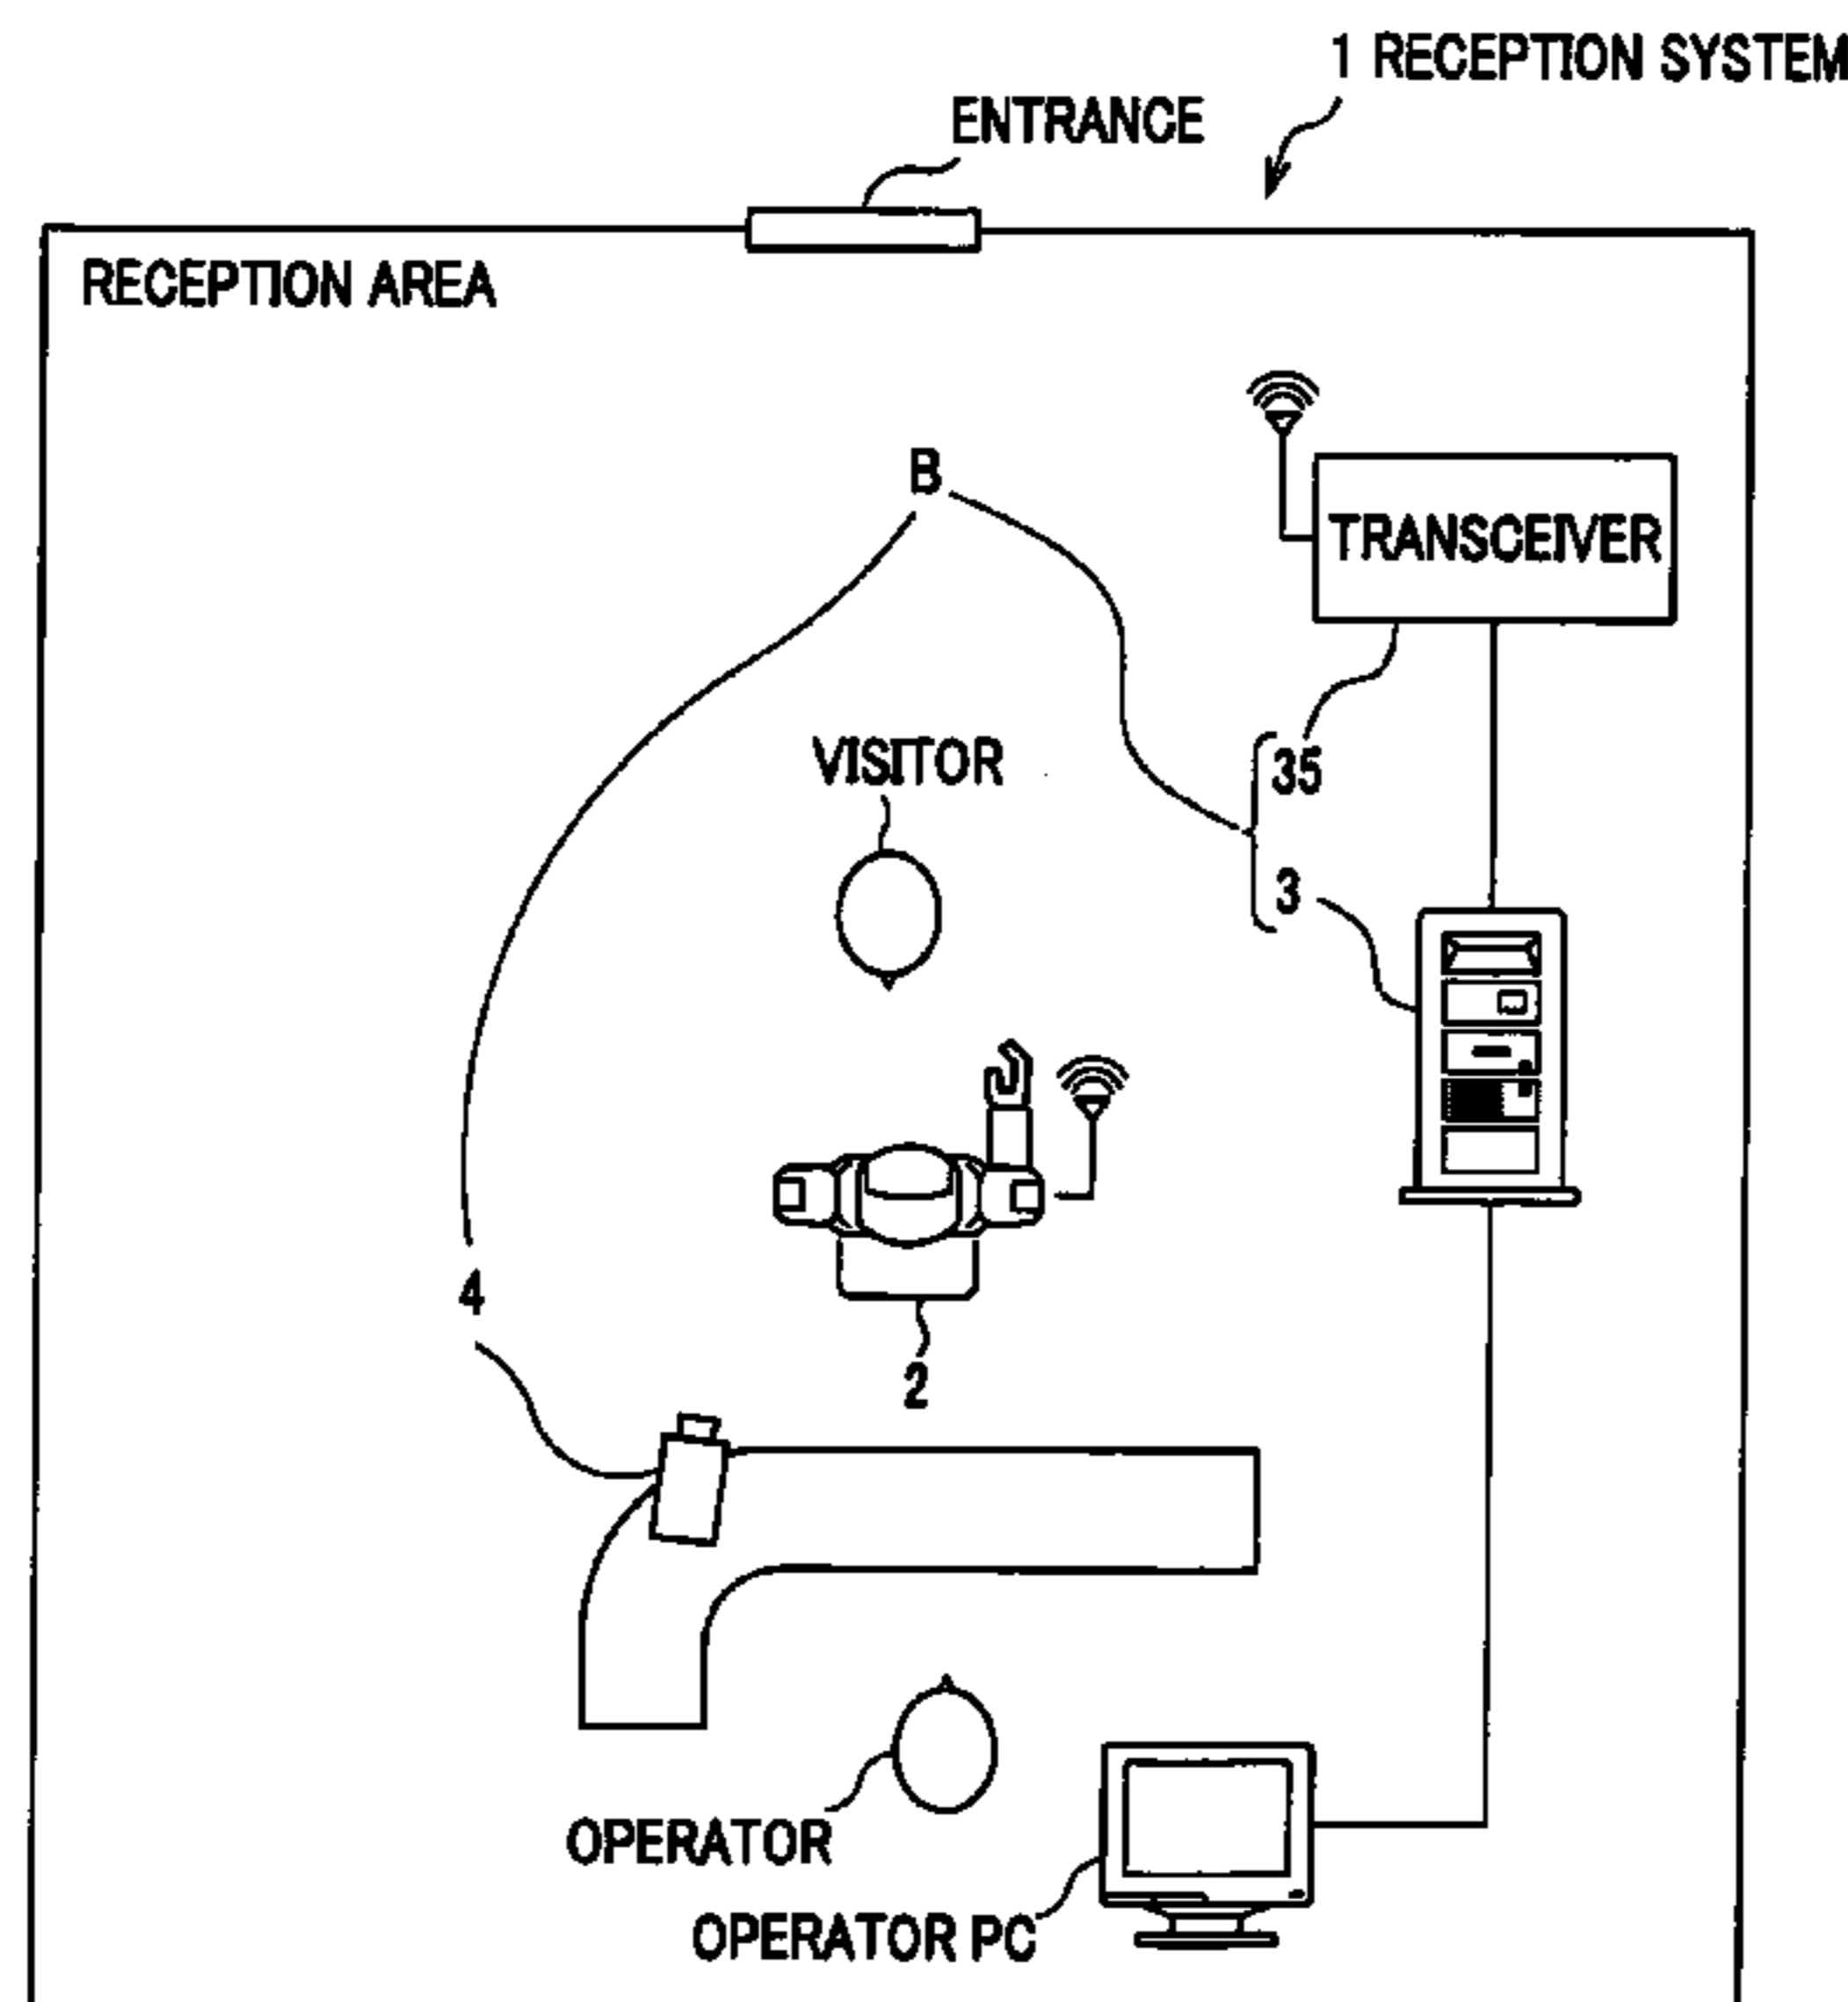 1 RECEPTION SYSTEM
ENTRANCE
RECEPTION AREA
B
TRANSCEIVER
VISITOR
35
3
4
2
OPERATOR
OPERATOR PC